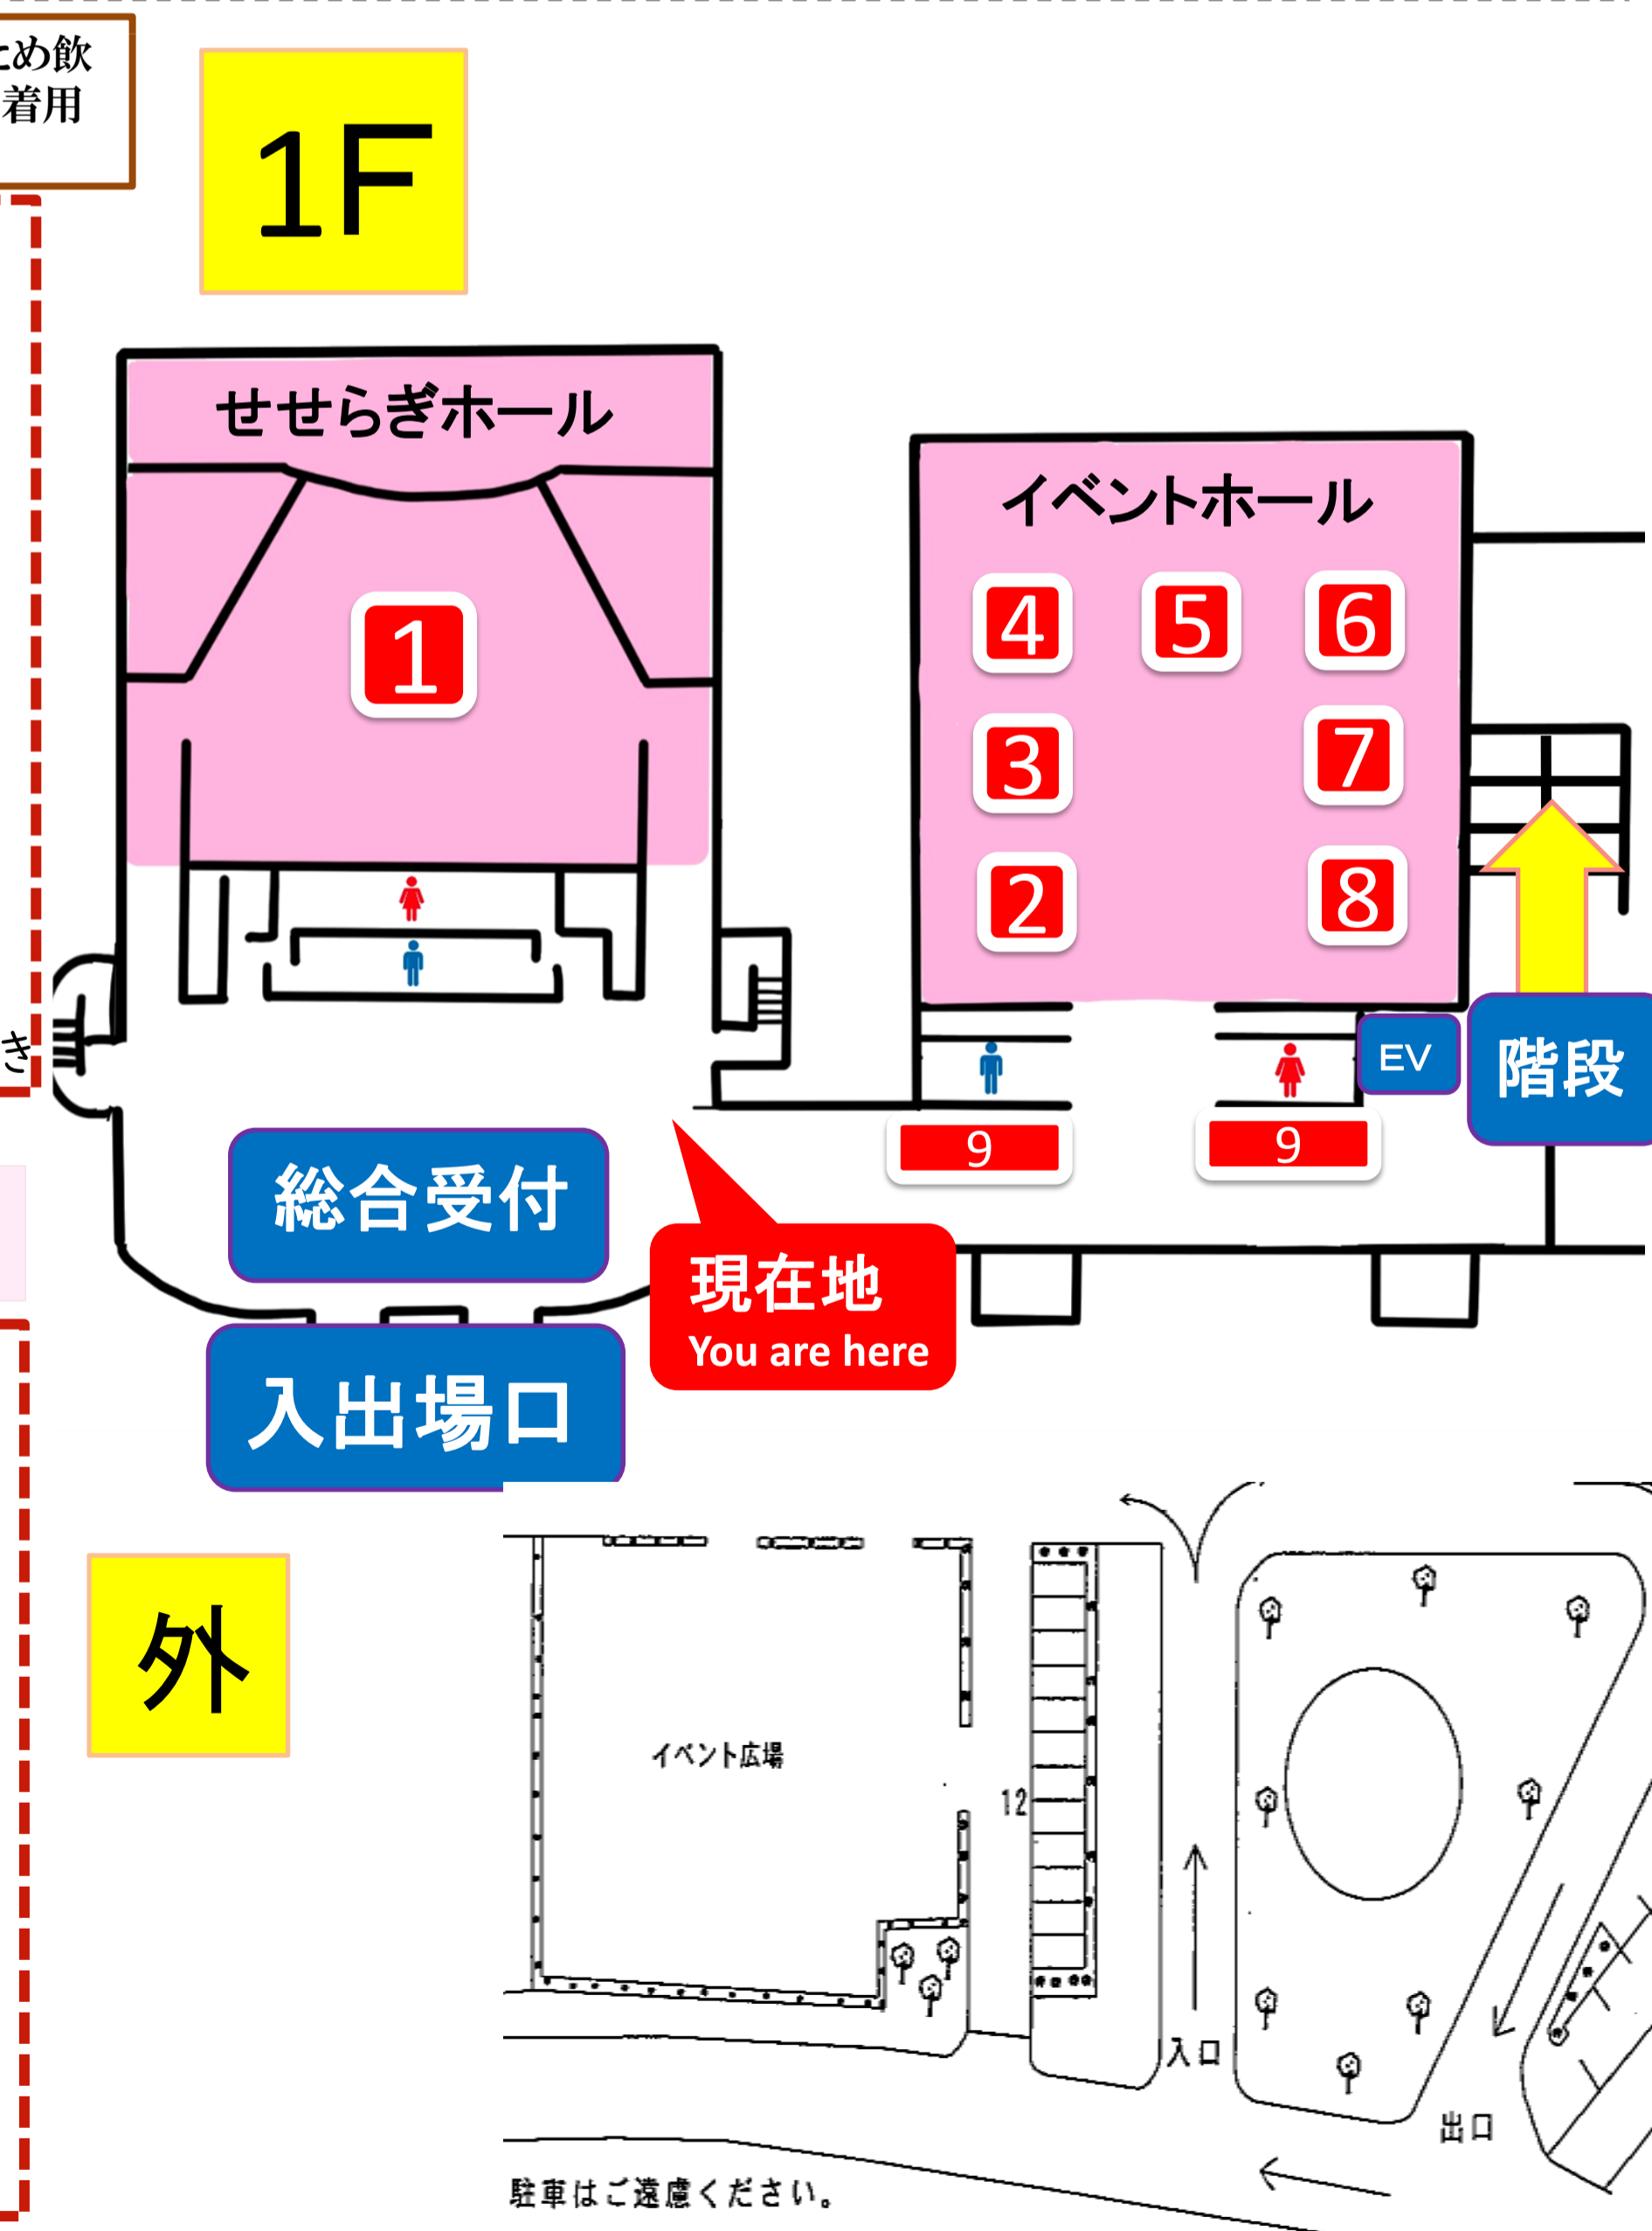 とめ飲
着用
1F
せせらぎホール
イベントホール
1
4
5
6
3
7
2
8
き
EV
階段
9
9
総合受付
現在地
You are here
入出場口
外
イベント広場
12
入口
出口
駐車はご遠慮ください。